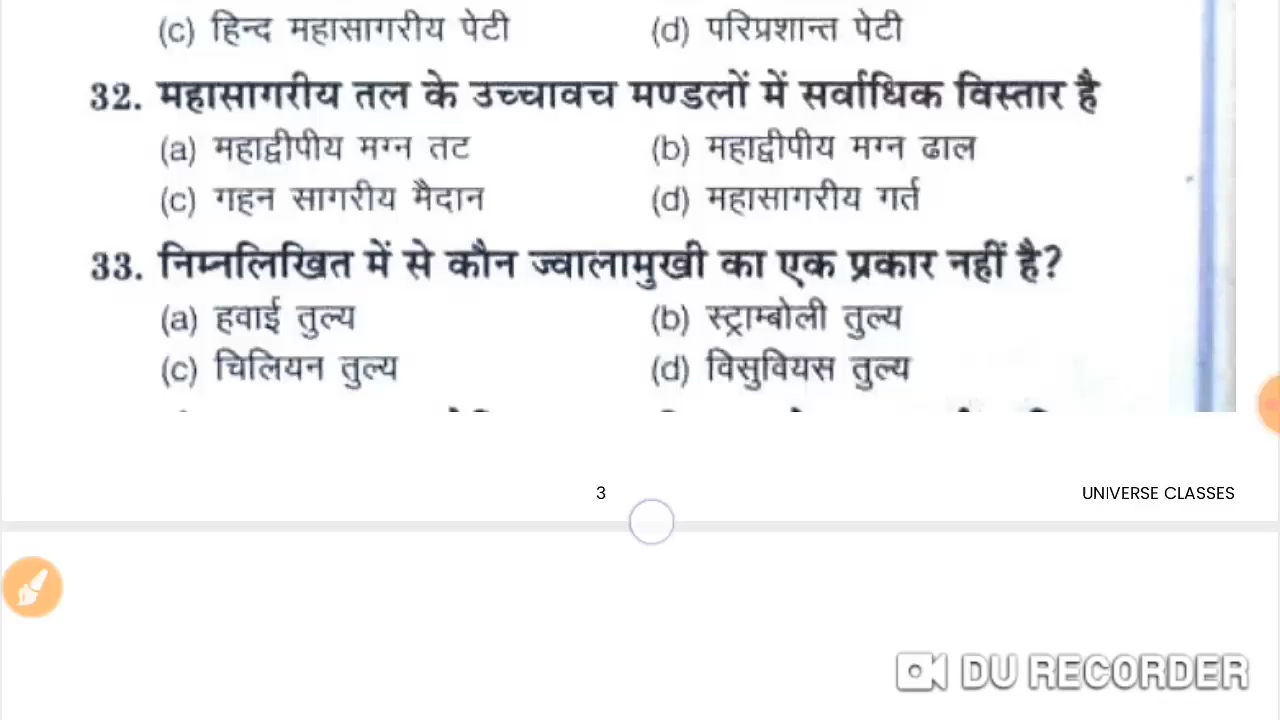 (c) हिन्द महासागरीय पेटी (d) परिप्रशान्त पेटी
32. महासागरीय तल के उच्चावच मण्डलों में सर्वाधिक विस्तार है
(a) महाद्वीपीय मग्न तट (b) महाद्वीपीय मग्न ढाल
(c) गहन सागरीय मैदान (d) महासागरीय गर्त
33. निम्नलिखित में से कौन ज्वालामुखी का एक प्रकार नहीं है?
(a) हवाई तुल्य (b) स्ट्राम्बोली तुल्य
(c) चिलियन तुल्य (d) विसुवियस तुल्य
3 UNIVERSE CLASSES
DU RECORDER